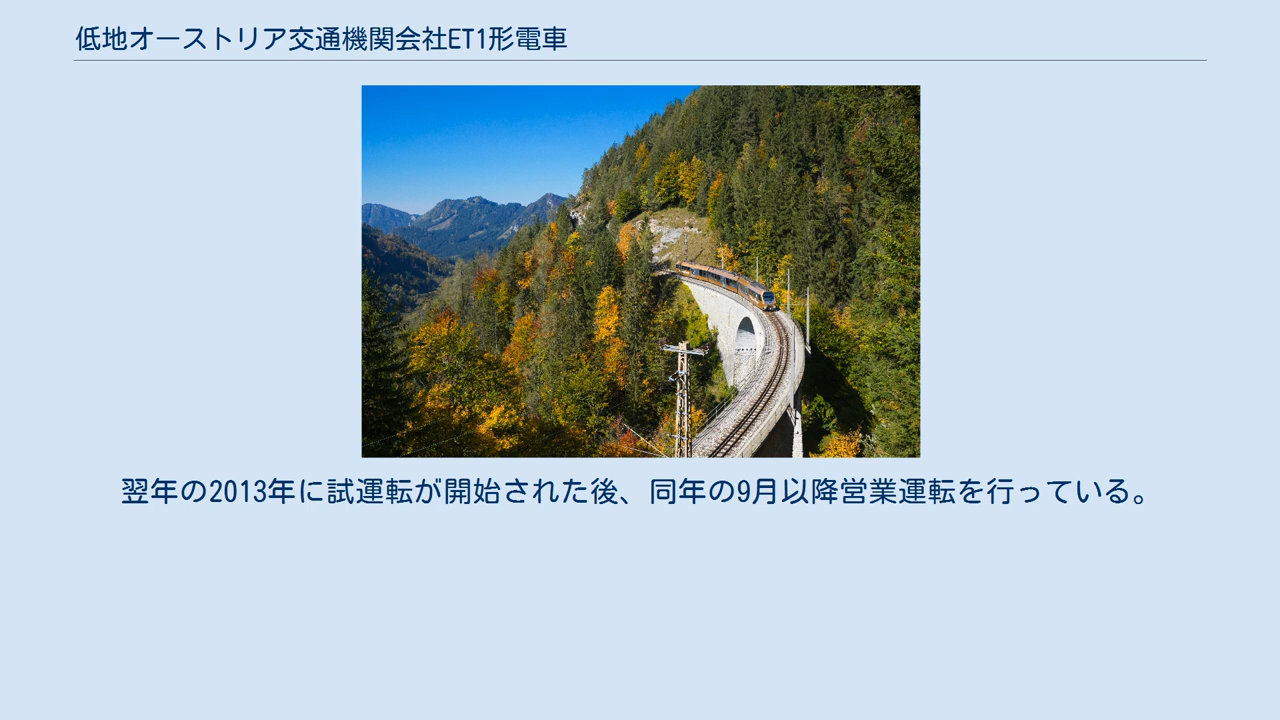 低地オーストリア交通機関会社ET1形電車
翌年の2013年に試運転が開始された後、同年の9月以降営業運転を行っている。